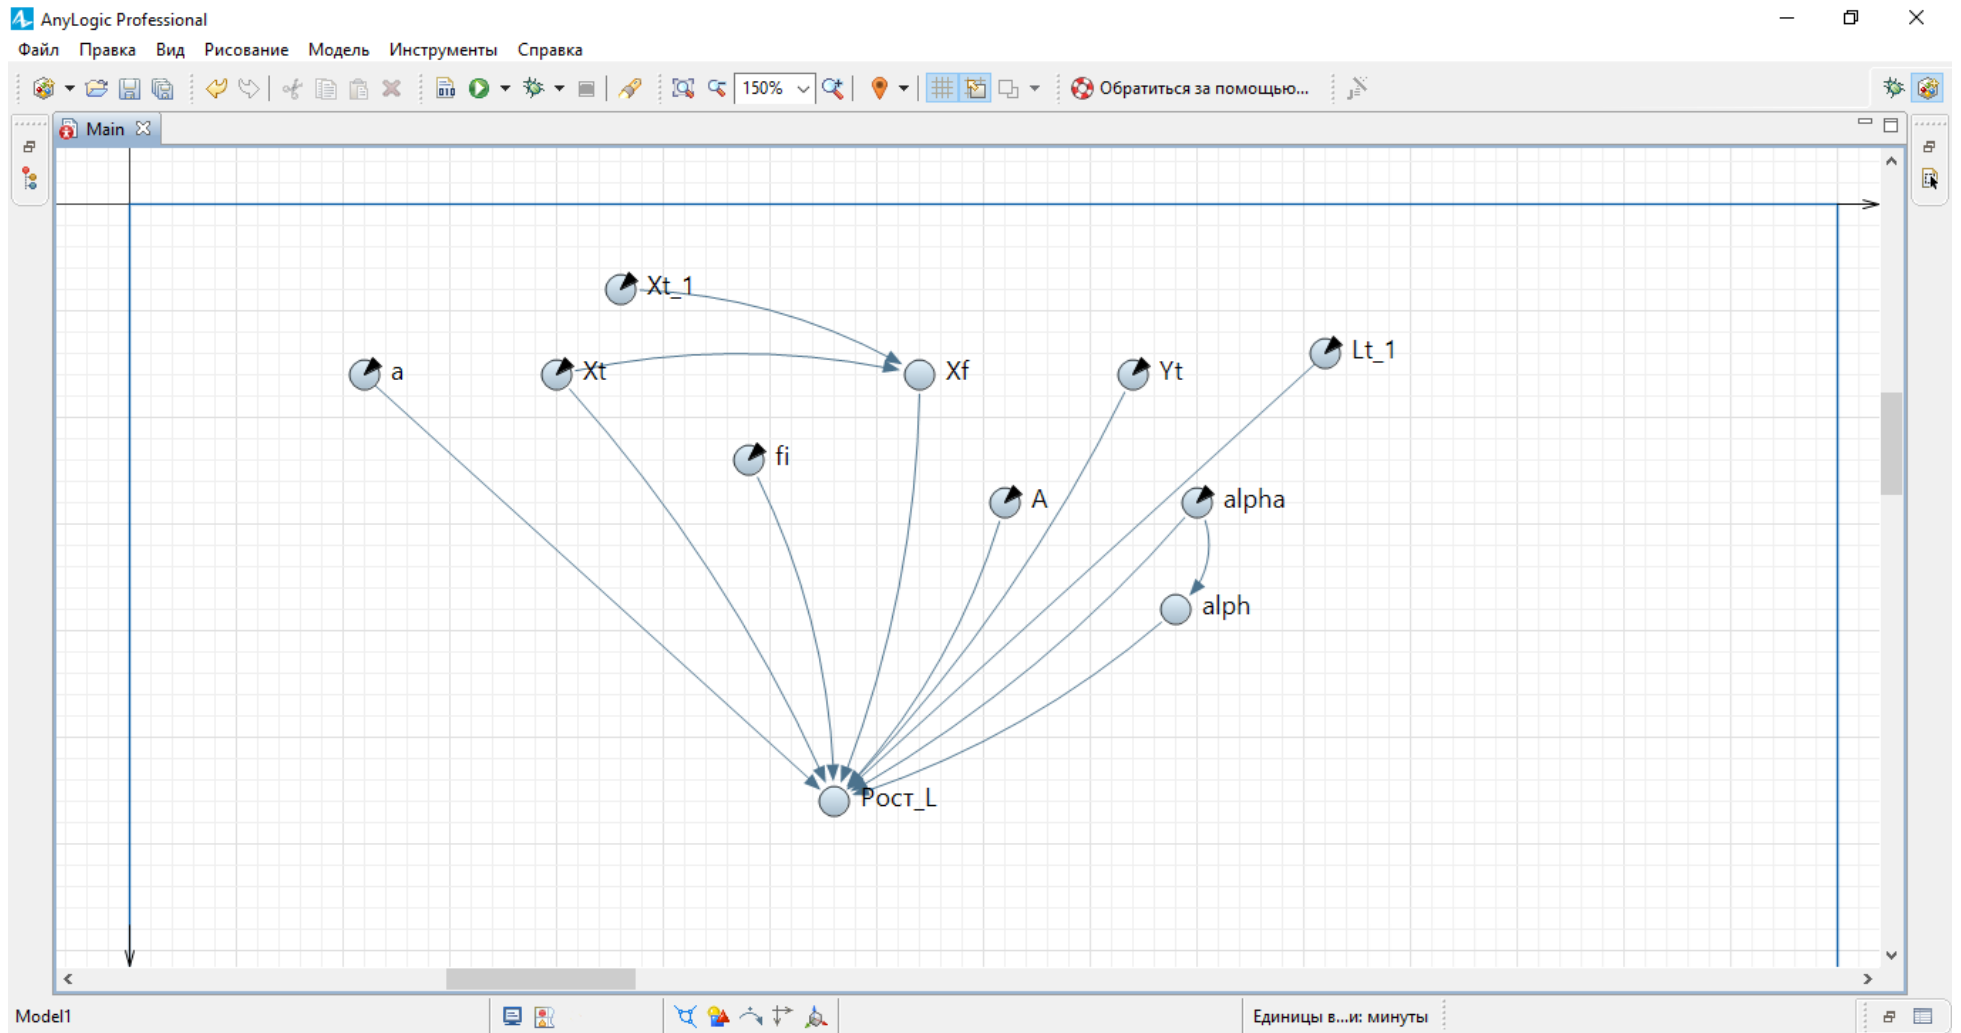 AnyLogic Professional
Файл Правка Вид Рисование Модель Инструменты Справка
150% Обратиться за помощью...
Main
Xt_1
Lt_1
a Xt Xf Yt
fi
A alpha
alph
Рост_L
Model1 Единицы в...и: минуты